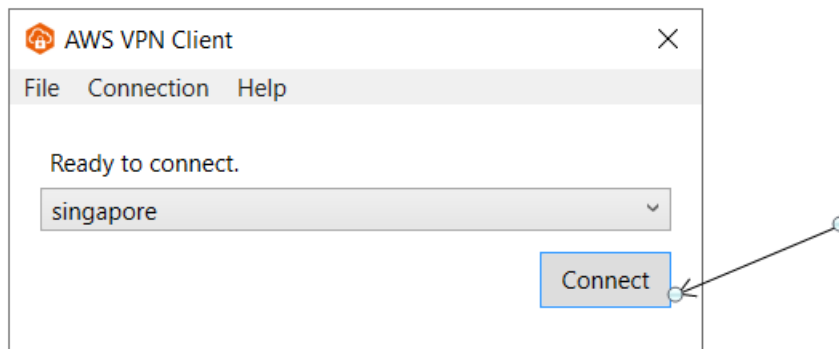 AWS VPN Client
File Connection Help
Ready to connect.
singapore
Connect